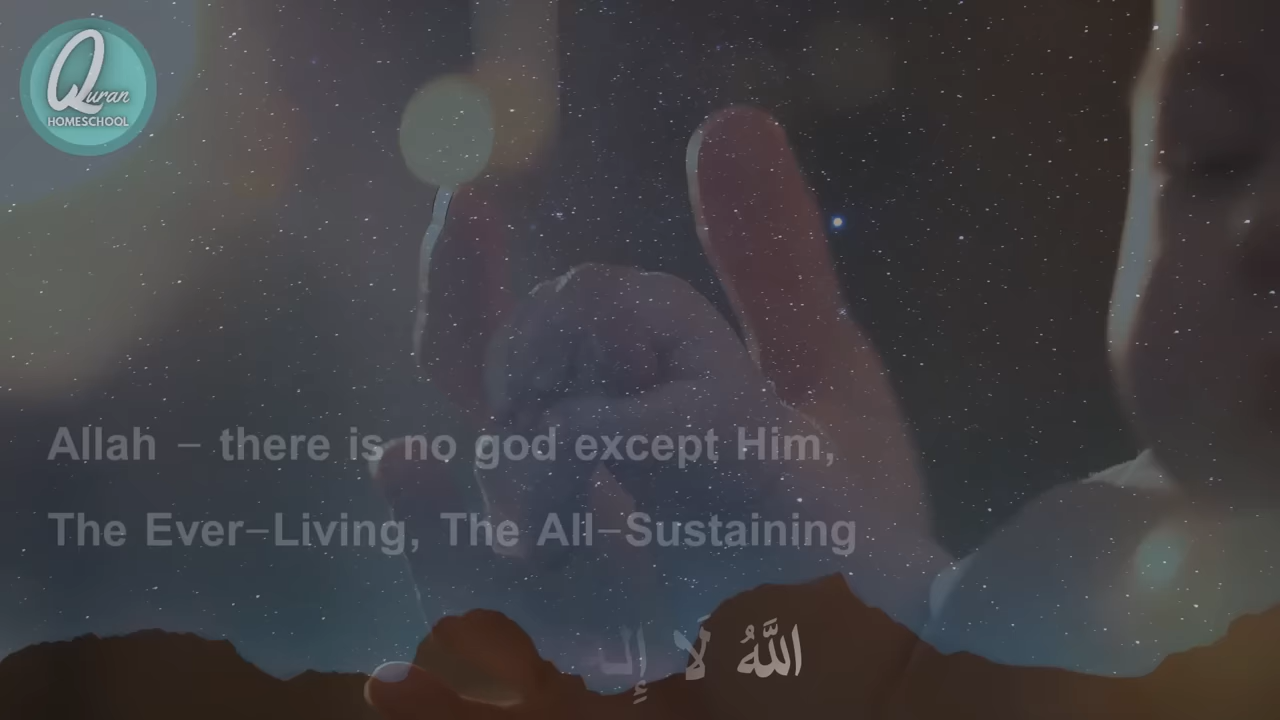 Quran
HOMESCHOOL
Allah – there is no god except Him,
The Ever–Living, The All–Sustaining
اللَّهُ لَا